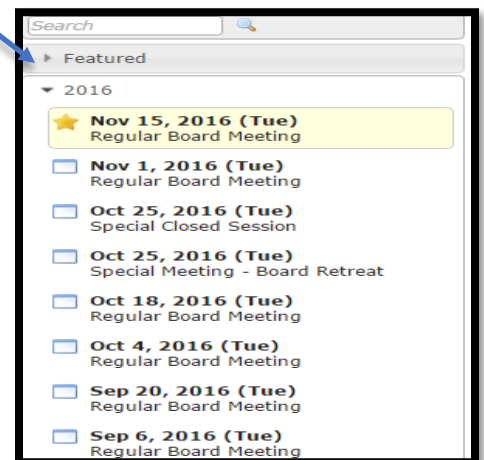 Search
Featured
2016
Nov 15, 2016 (Tue)
Regular Board Meeting
Nov 1, 2016 (Tue)
Regular Board Meeting
Oct 25, 2016 (Tue)
Special Closed Session
Oct 25, 2016 (Tue)
Special Meeting - Board Retreat
Oct 18, 2016 (Tue)
Regular Board Meeting
Oct 4, 2016 (Tue)
Regular Board Meeting
Sep 20, 2016 (Tue)
Regular Board Meeting
Sep 6, 2016 (Tue)
Regular Board Meeting